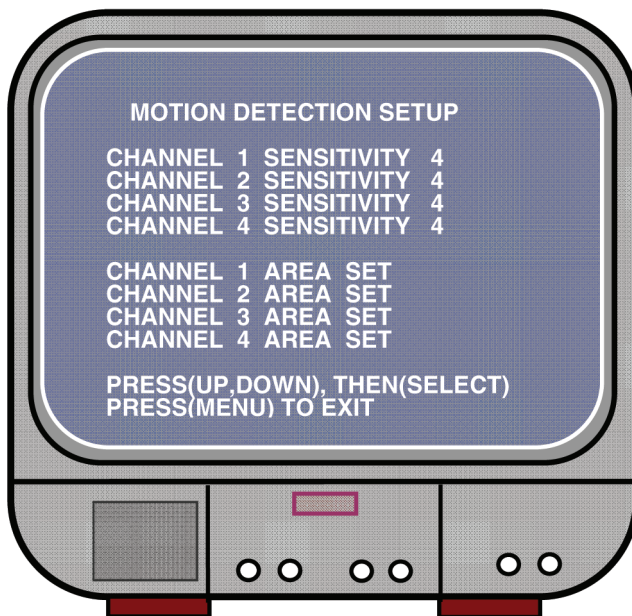 MOTION DETECTION SETUP
CHANNEL 1 SENSITIVITY 4
CHANNEL 2 SENSITIVITY 4
CHANNEL 3 SENSITIVITY 4
CHANNEL 4 SENSITIVITY 4
CHANNEL 1 AREA SET
CHANNEL 2 AREA SET
CHANNEL 3 AREA SET
CHANNEL 4 AREA SET
PRESS(UP,DOWN), THEN(SELECT)
PRESS(MENU) TO EXIT